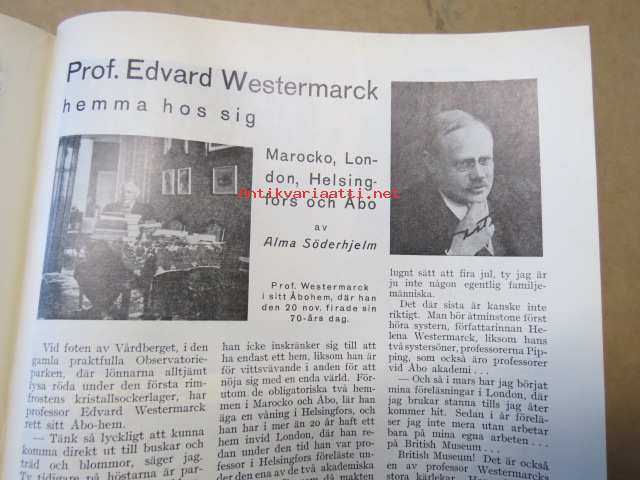 Prof. Edvard Westermarck
hemma hos sig
Marocko, Lon-
don, Helsing-
fors och Åbo
av
Alma Söderhjelm
Antikvariaatti.net
Prof. Westermarck
i sitt Åbohem, där han
den 20 nov. firade sin
70-års dag.
Vid foten av Vårdberget, i den
gamla praktfulla Observatorie-
parken, där lönnarna alltjämt
lysa röda under den första rim-
frostens kristallsockerlager, har
professor Edvard Westermarck
rett sitt Åbo-hem.
— Tänk så lyckligt att kunna
komma direkt ut till buskar och
träd och blommor, säger jag.
Ty tidigare på höstarna är par-
han icke inskränker sig till att
ha endast ett hem, liksom han är
för vittsvävande i anden för att
nöja sig med en enda värld. För-
utom de obligatoriska två hem-
men i Marocko och Åbo, lär han
äga en våning i Helsingfors, och
han har i mer än 20 år haft ett
hem invid London, där han re-
dan under den tid han var pro-
fessor i Helsingfors föreläste un-
der den ena av de två akademiska
som då makten
lugnt sätt att fira jul, ty jag är
ju inte någon egentlig familje-
människa.
Det där sista är kanske inte
riktigt. Man bör åtminstone först
höra systern, författarinnan He-
lena Westermarck, liksom hans
två systersöner, professorerna Pip-
ping, som också äro professorer
vid Åbo akademi . . .
— Och så i mars har jag börjat
mina föreläsningar i London, där
jag brukar stanna tills jag åter
kommer hit. Sedan i år förelä-
ser jag inte mera utan arbetar
bara på mina egna arbeten . . .
på British Museum . . .
British Museum! Det är också
en av professor Westermarcks
stora kärlekar. Han